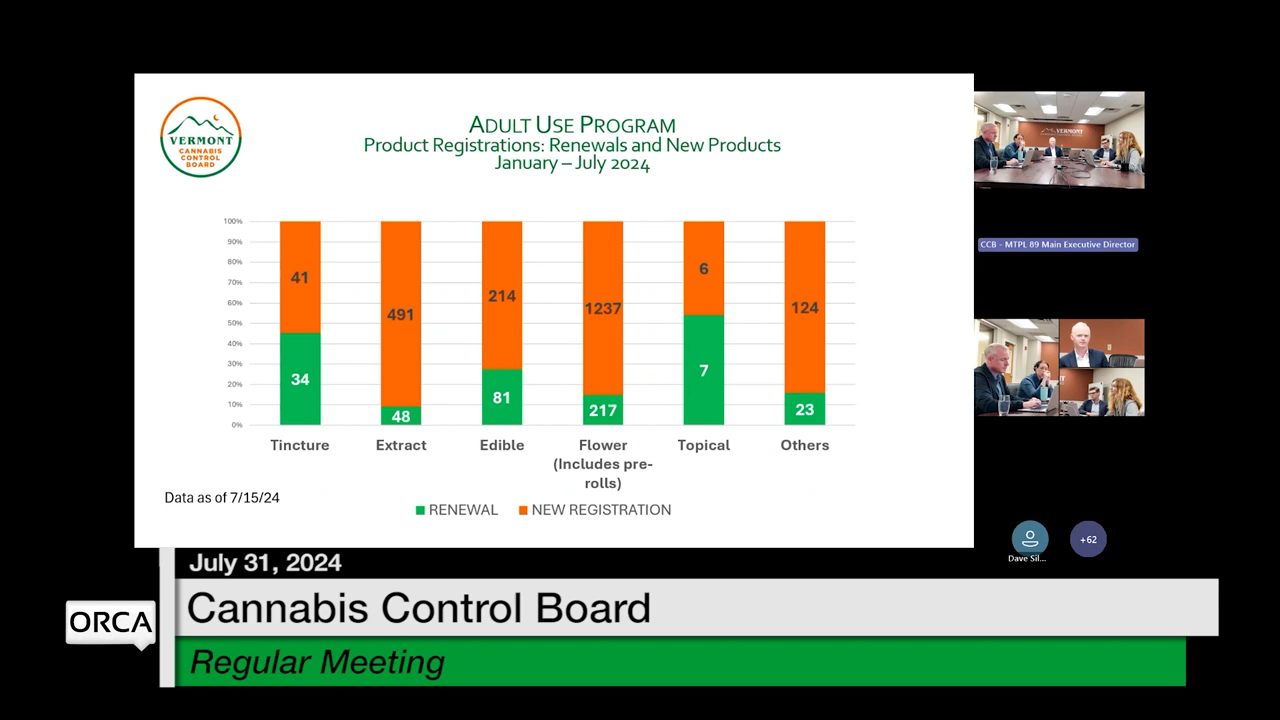 VERMONT
CANNABIS
CONTROL
BOARD
ADULT USE PROGRAM
Product Registrations: Renewals and New Products
January – July 2024
100%
90%
80%
70%
60%
50%
40%
30%
20%
10%
0%
41
491
214
1237
6
124
34
48
81
217
7
23
Tincture
Extract
Edible
Flower
(Includes pre-
rolls)
Topical
Others
Data as of 7/15/24
RENEWAL
NEW REGISTRATION
VERMONT
CCB - MTPL 89 Main Executive Director
Dave Sil...
+62
July 31, 2024
ORCA
Cannabis Control Board
Regular Meeting